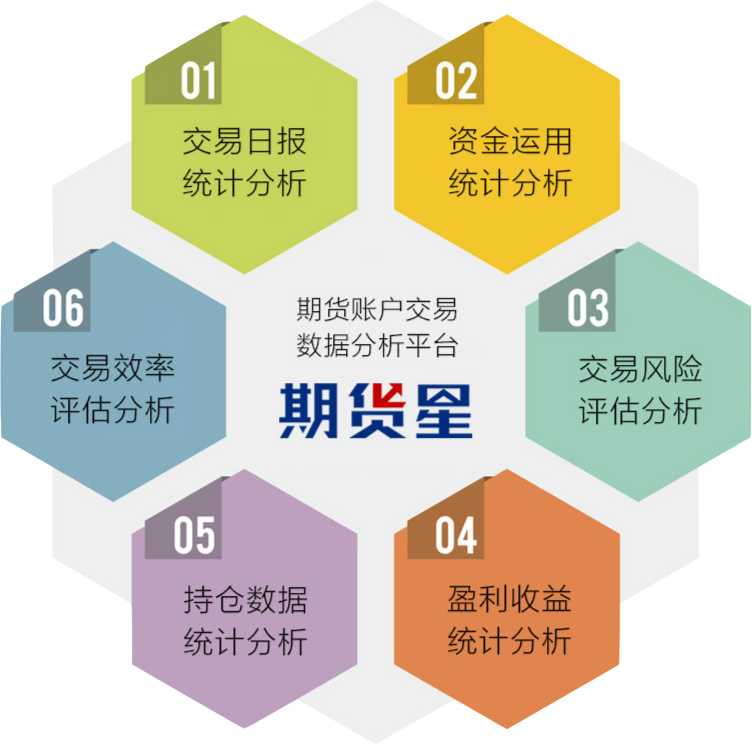 01
交易日报
统计分析
02
资金运用
统计分析
03
交易风险
评估分析
04
盈利收益
统计分析
05
持仓数据
统计分析
06
交易效率
评估分析
期货账户交易
数据分析平台
期货星